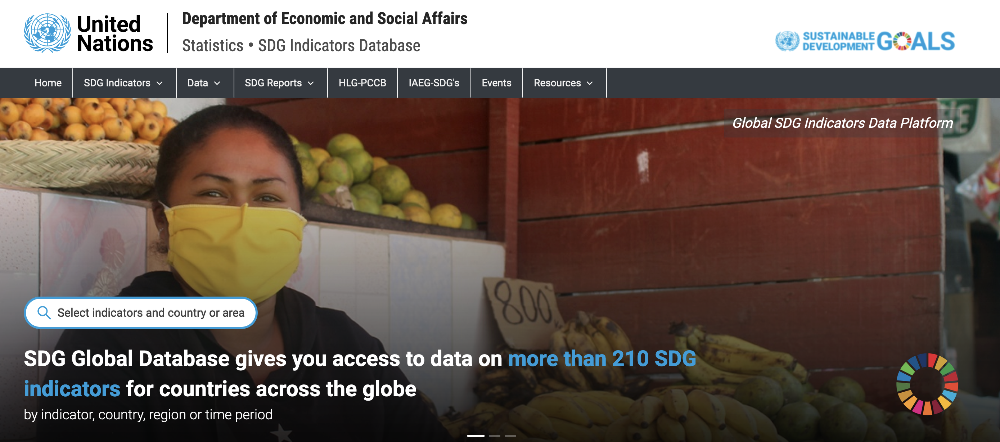 United
Nations
Department of Economic and Social Affairs
Statistics • SDG Indicators Database
SUSTAINABLE
DEVELOPMENT
GOALS
Home
SDG Indicators
Data
SDG Reports
HLG-PCCB
IAEG-SDG's
Events
Resources
Global SDG Indicators Data Platform
800
Select indicators and country or area
SDG Global Database gives you access to data on more than 210 SDG
indicators for countries across the globe
by indicator, country, region or time period